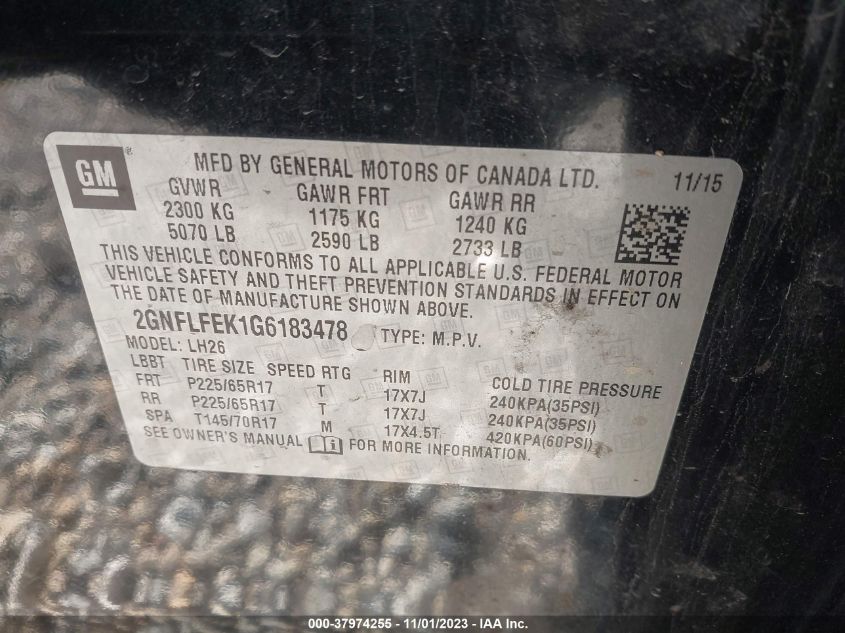 GM
MFD BY GENERAL MOTORS OF CANADA LTD. 11/15
GVWR GAWR FRT GAWR RR
2300 KG 1175 KG 1240 KG
5070 LB 2590 LB 2733 LB
THIS VEHICLE CONFORMS TO ALL APPLICABLE U.S. FEDERAL MOTOR
VEHICLE SAFETY AND THEFT PREVENTION STANDARDS IN EFFECT ON
THE DATE OF MANUFACTURE SHOWN ABOVE.
2GNFLFEK1G6183478 TYPE: M.P.V.
MODEL: LH26
LBBT TIRE SIZE SPEED RTG RIM COLD TIRE PRESSURE
FRT P225/65R17 T 17X7J 240KPA(35PSI)
RR P225/65R17 T 17X7J 240KPA(35PSI)
SPA T145/70R17 M 17X4.5T 420KPA(60PSI)
SEE OWNER'S MANUAL FOR MORE INFORMATION.
000-37974255 - 11/01/2023 - IAA Inc.